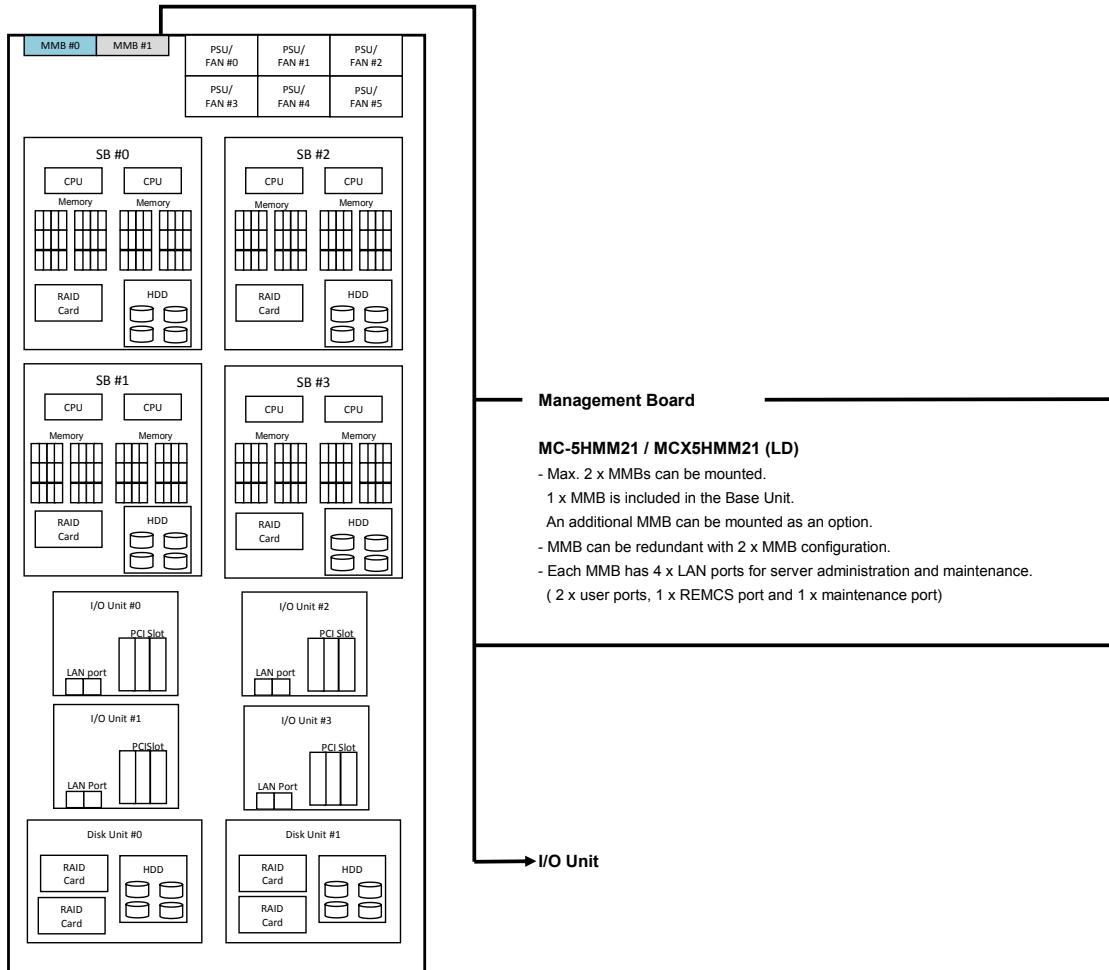 MMB #0 MMB #1
PSU/ PSU/ PSU/
FAN #0 FAN #1 FAN #2
PSU/ PSU/ PSU/
FAN #3 FAN #4 FAN #5
SB #0
CPU CPU
Memory Memory
RAID
Card
HDD
SB #2
CPU CPU
Memory Memory
RAID
Card
HDD
SB #1
CPU CPU
Memory Memory
RAID
Card
HDD
SB #3
CPU CPU
Memory Memory
RAID
Card
HDD
I/O Unit #0
PCI Slot
LAN port
I/O Unit #2
PCI Slot
LAN port
I/O Unit #1
PCISlot
LAN Port
I/O Unit #3
PCI Slot
LAN Port
Disk Unit #0
RAID
Card
HDD
RAID
Card
Disk Unit #1
RAID
Card
HDD
RAID
Card
Management Board
MC-5HMM21 / MCX5HMM21 (LD)
- Max. 2 x MMBs can be mounted.
1 x MMB is included in the Base Unit.
An additional MMB can be mounted as an option.
- MMB can be redundant with 2 x MMB configuration.
- Each MMB has 4 x LAN ports for server administration and maintenance.
( 2 x user ports, 1 x REMCS port and 1 x maintenance port)
I/O Unit